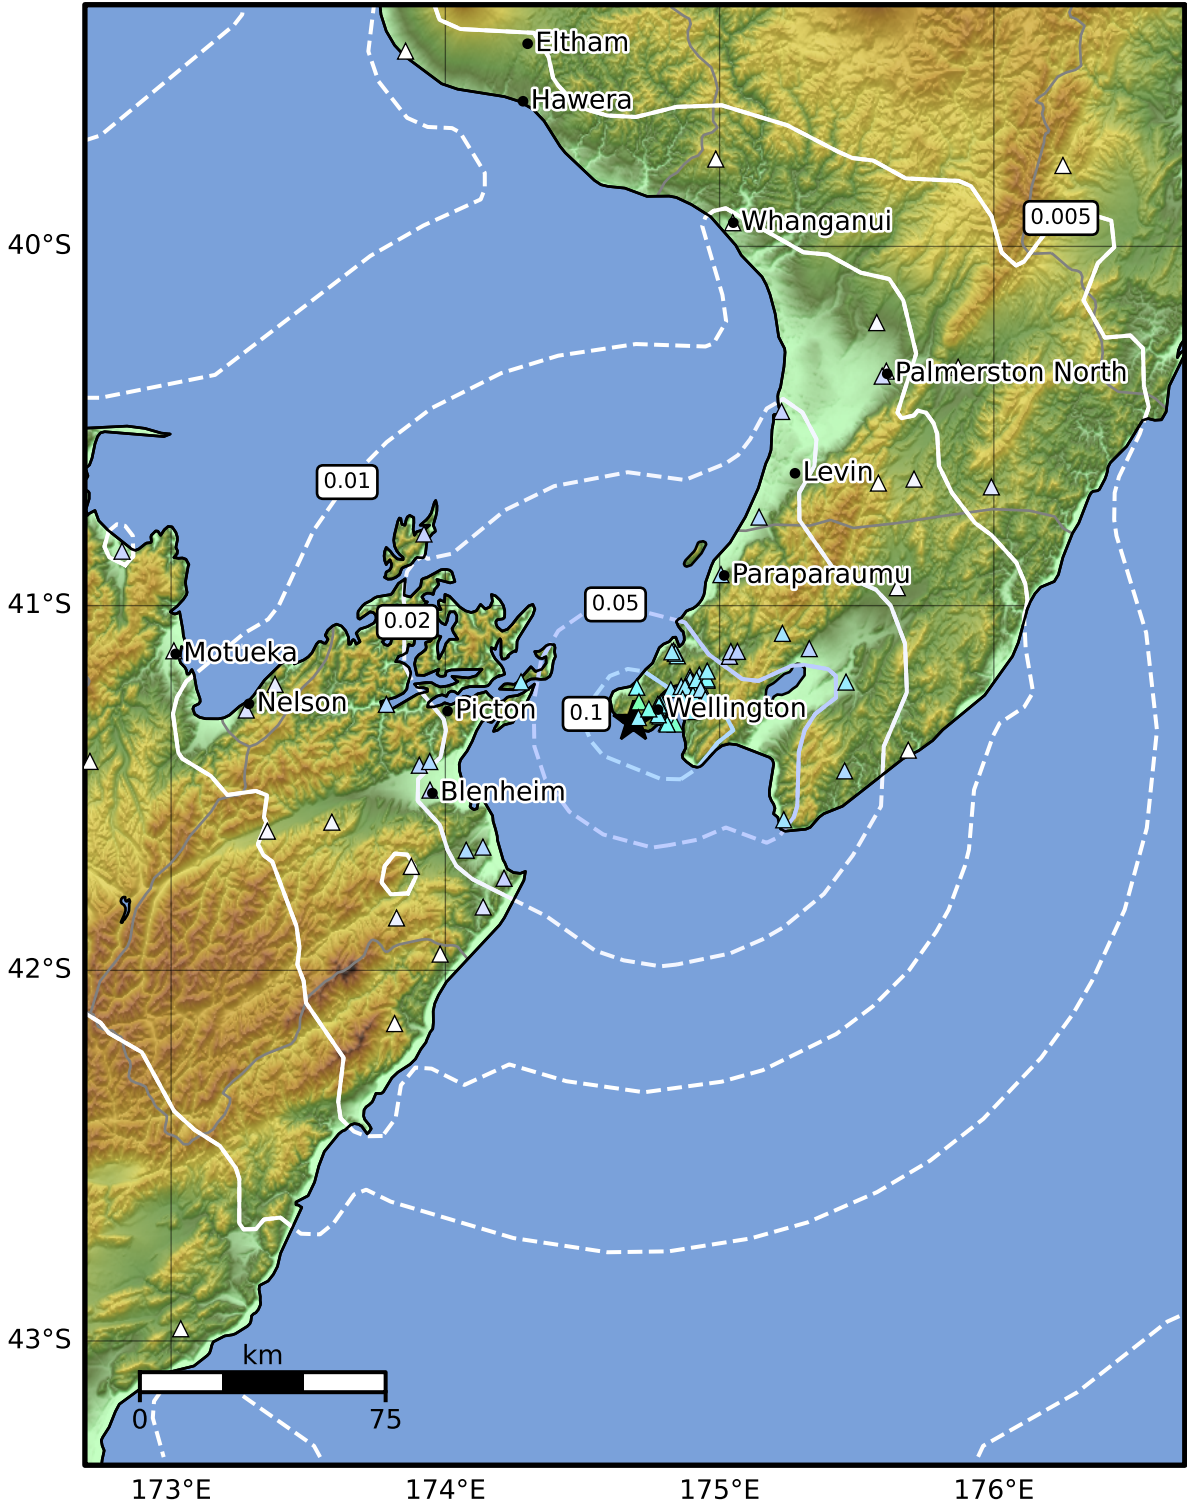 Eltham
Hawera
Whanganui
0.005
40°S
Palmerston North
Levin
0.01
Paraparaumu
41°S
0.05
0.02
Motueka
Nelson
Picton
0.1
Wellington
Blenheim
42°S
43°S
km
0
75
173°E
174°E
175°E
176°E